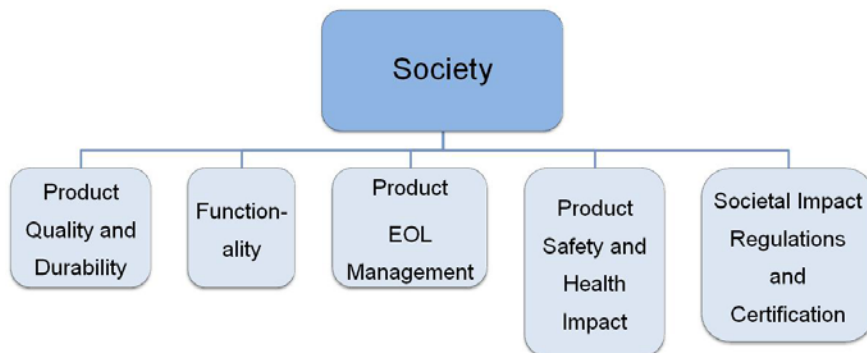 Society
Product
Quality and
Durability
Function-
ality
Product
EOL
Management
Product
Safety and
Health
Impact
Societal Impact
Regulations
and
Certification